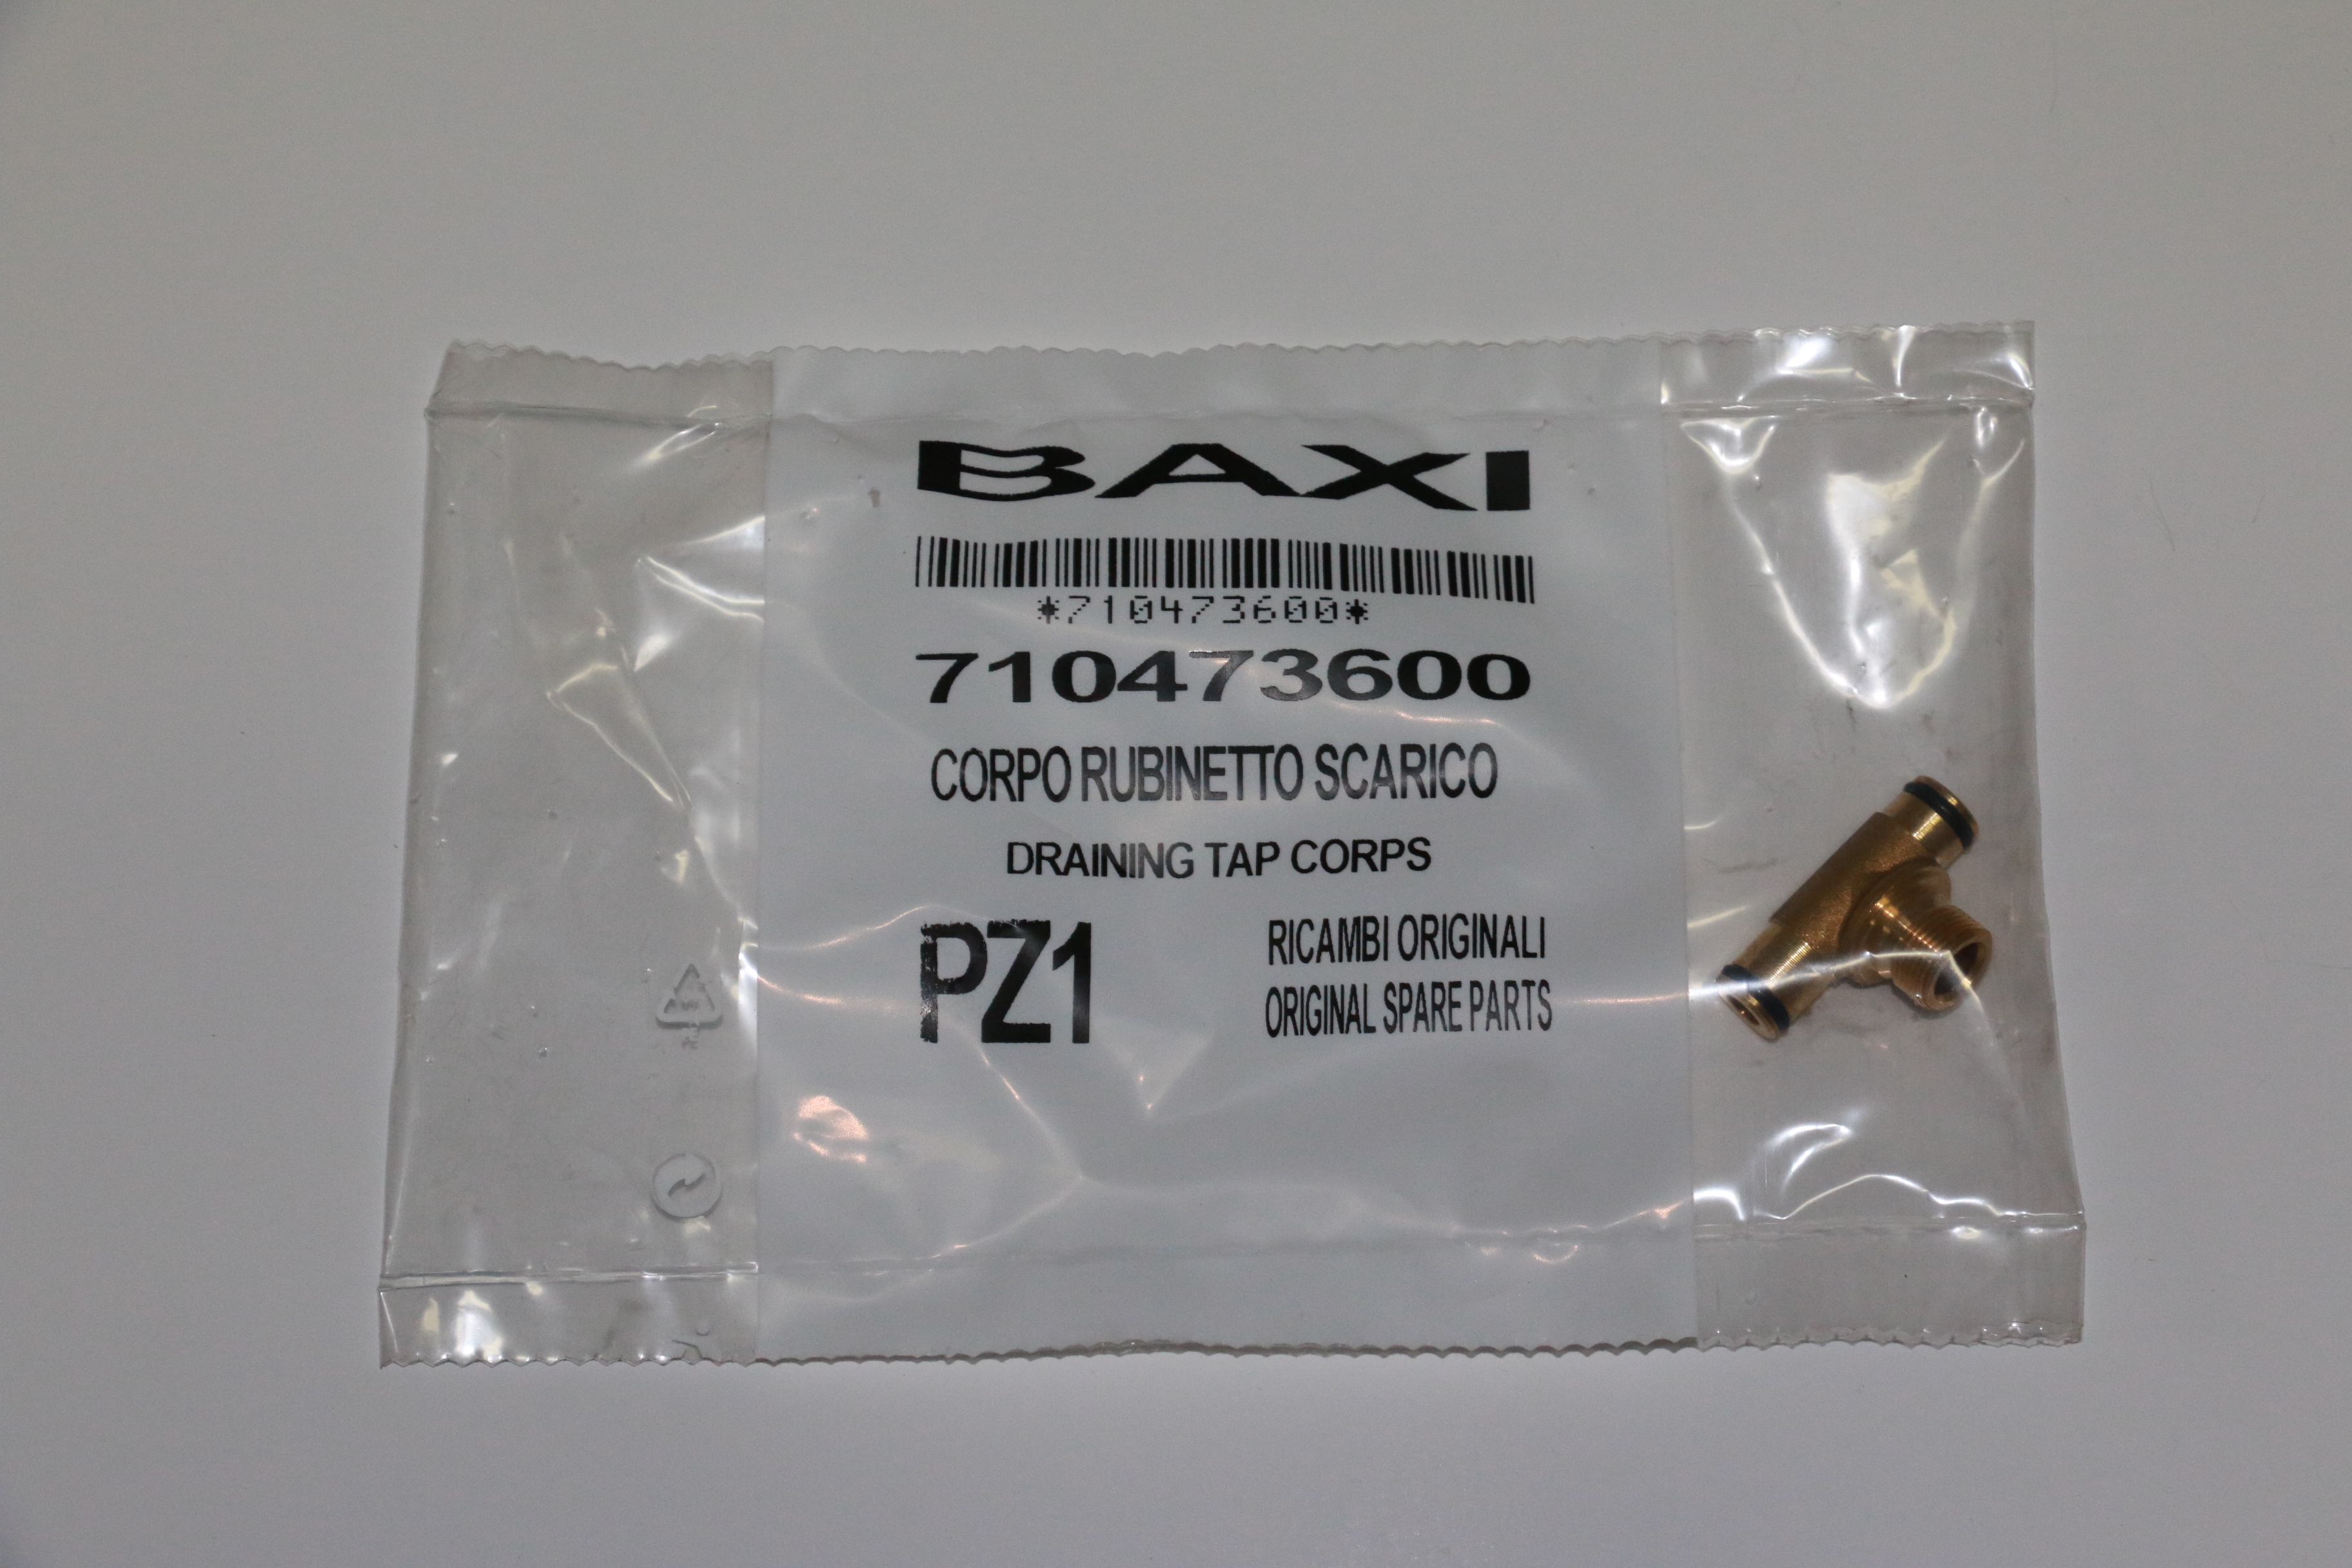 BAXI
*710473600*
710473600
CORPO RUBINETTO SCARICO
DRAINING TAP CORPS
PZ1
RICAMBI ORIGINALI
ORIGINAL SPARE PARTS